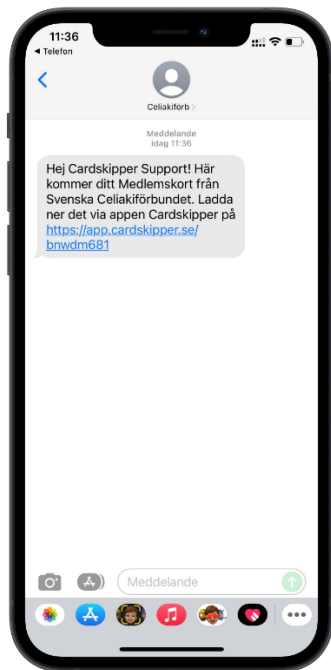 11:36
Telefon
Celiakiförb
Meddelande
idag 11:36
Hej Cardskipper Support! Här
kommer ditt Medlemskort från
Svenska Celiakiförbundet. Ladda
ner det via appen Cardskipper på
https://app.cardskipper.se/
bnwdm681
Meddelande